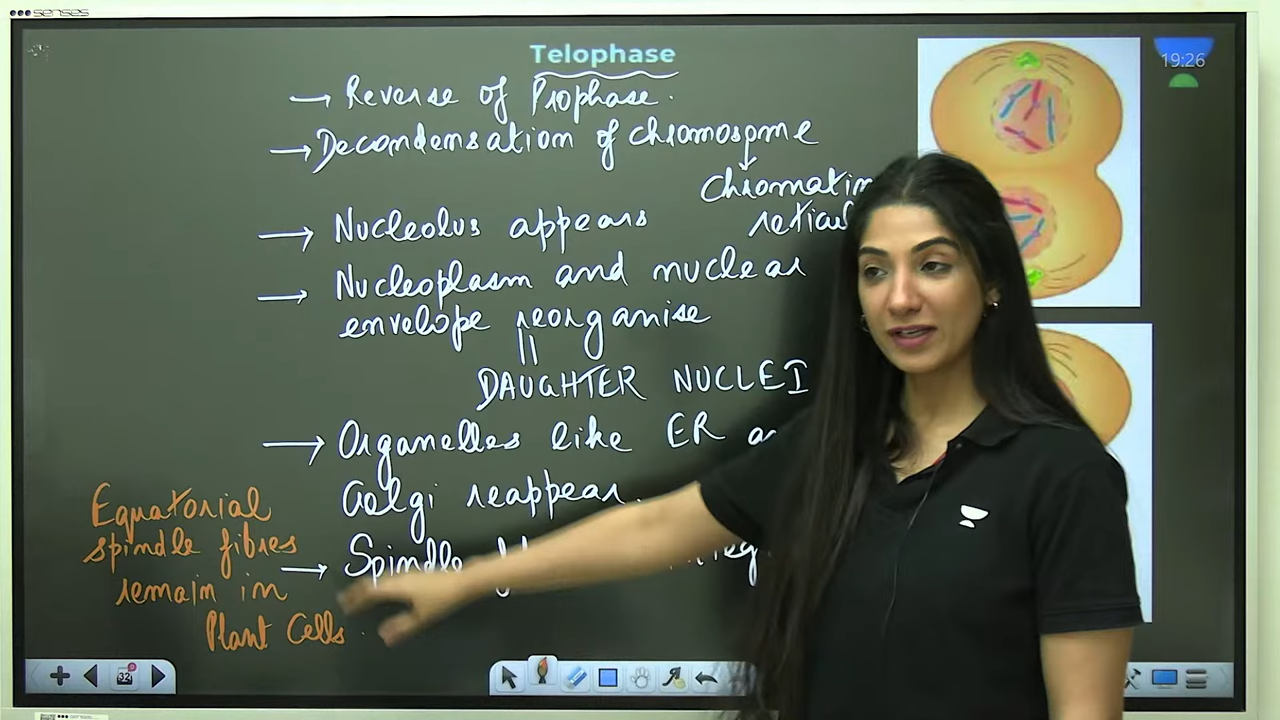 senses
Telophase
19:26
→ Reverse of Prophase.
→ Decondensation of chromosome
Chromatin
→ Nucleolus appears
→ Nucleoplasm and nuclear
envelope reorganise
DAUGHTER NUCLEI
→ Organelles like ER
Golgi reappear.
→ Spindle
Equatorial
spindle fibres
remain in
Plant Cells.
32